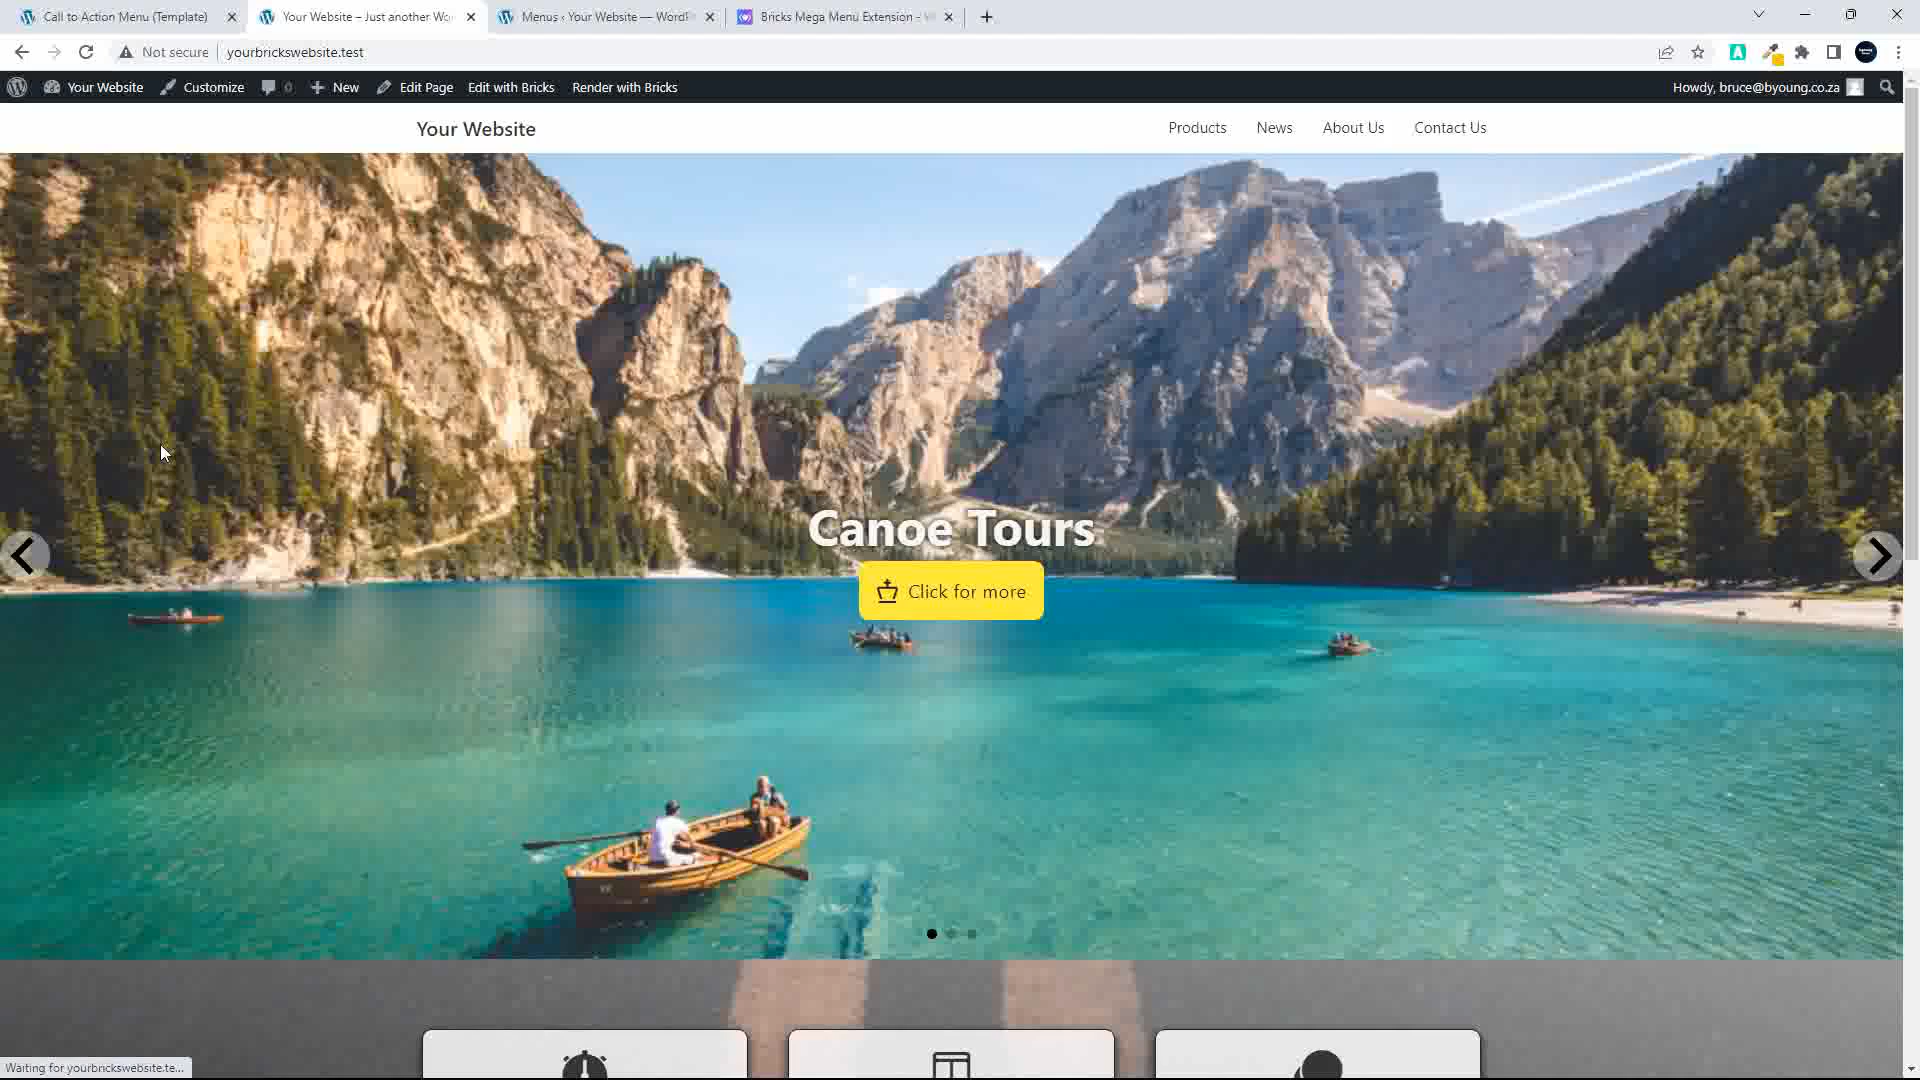 Call to Action Menu (Template)
Your Website – Just another Wo
Menus ‹ Your Website — WordP
Bricks Mega Menu Extension -
Not secure
yourbrickswebsite.test
Your Website
Customize
0
New
Edit Page
Edit with Bricks
Render with Bricks
Howdy, bruce@byoung.co.za
Your Website
Products
News
About Us
Contact Us
Canoe Tours
Click for more
Waiting for yourbrickswebsite.te...